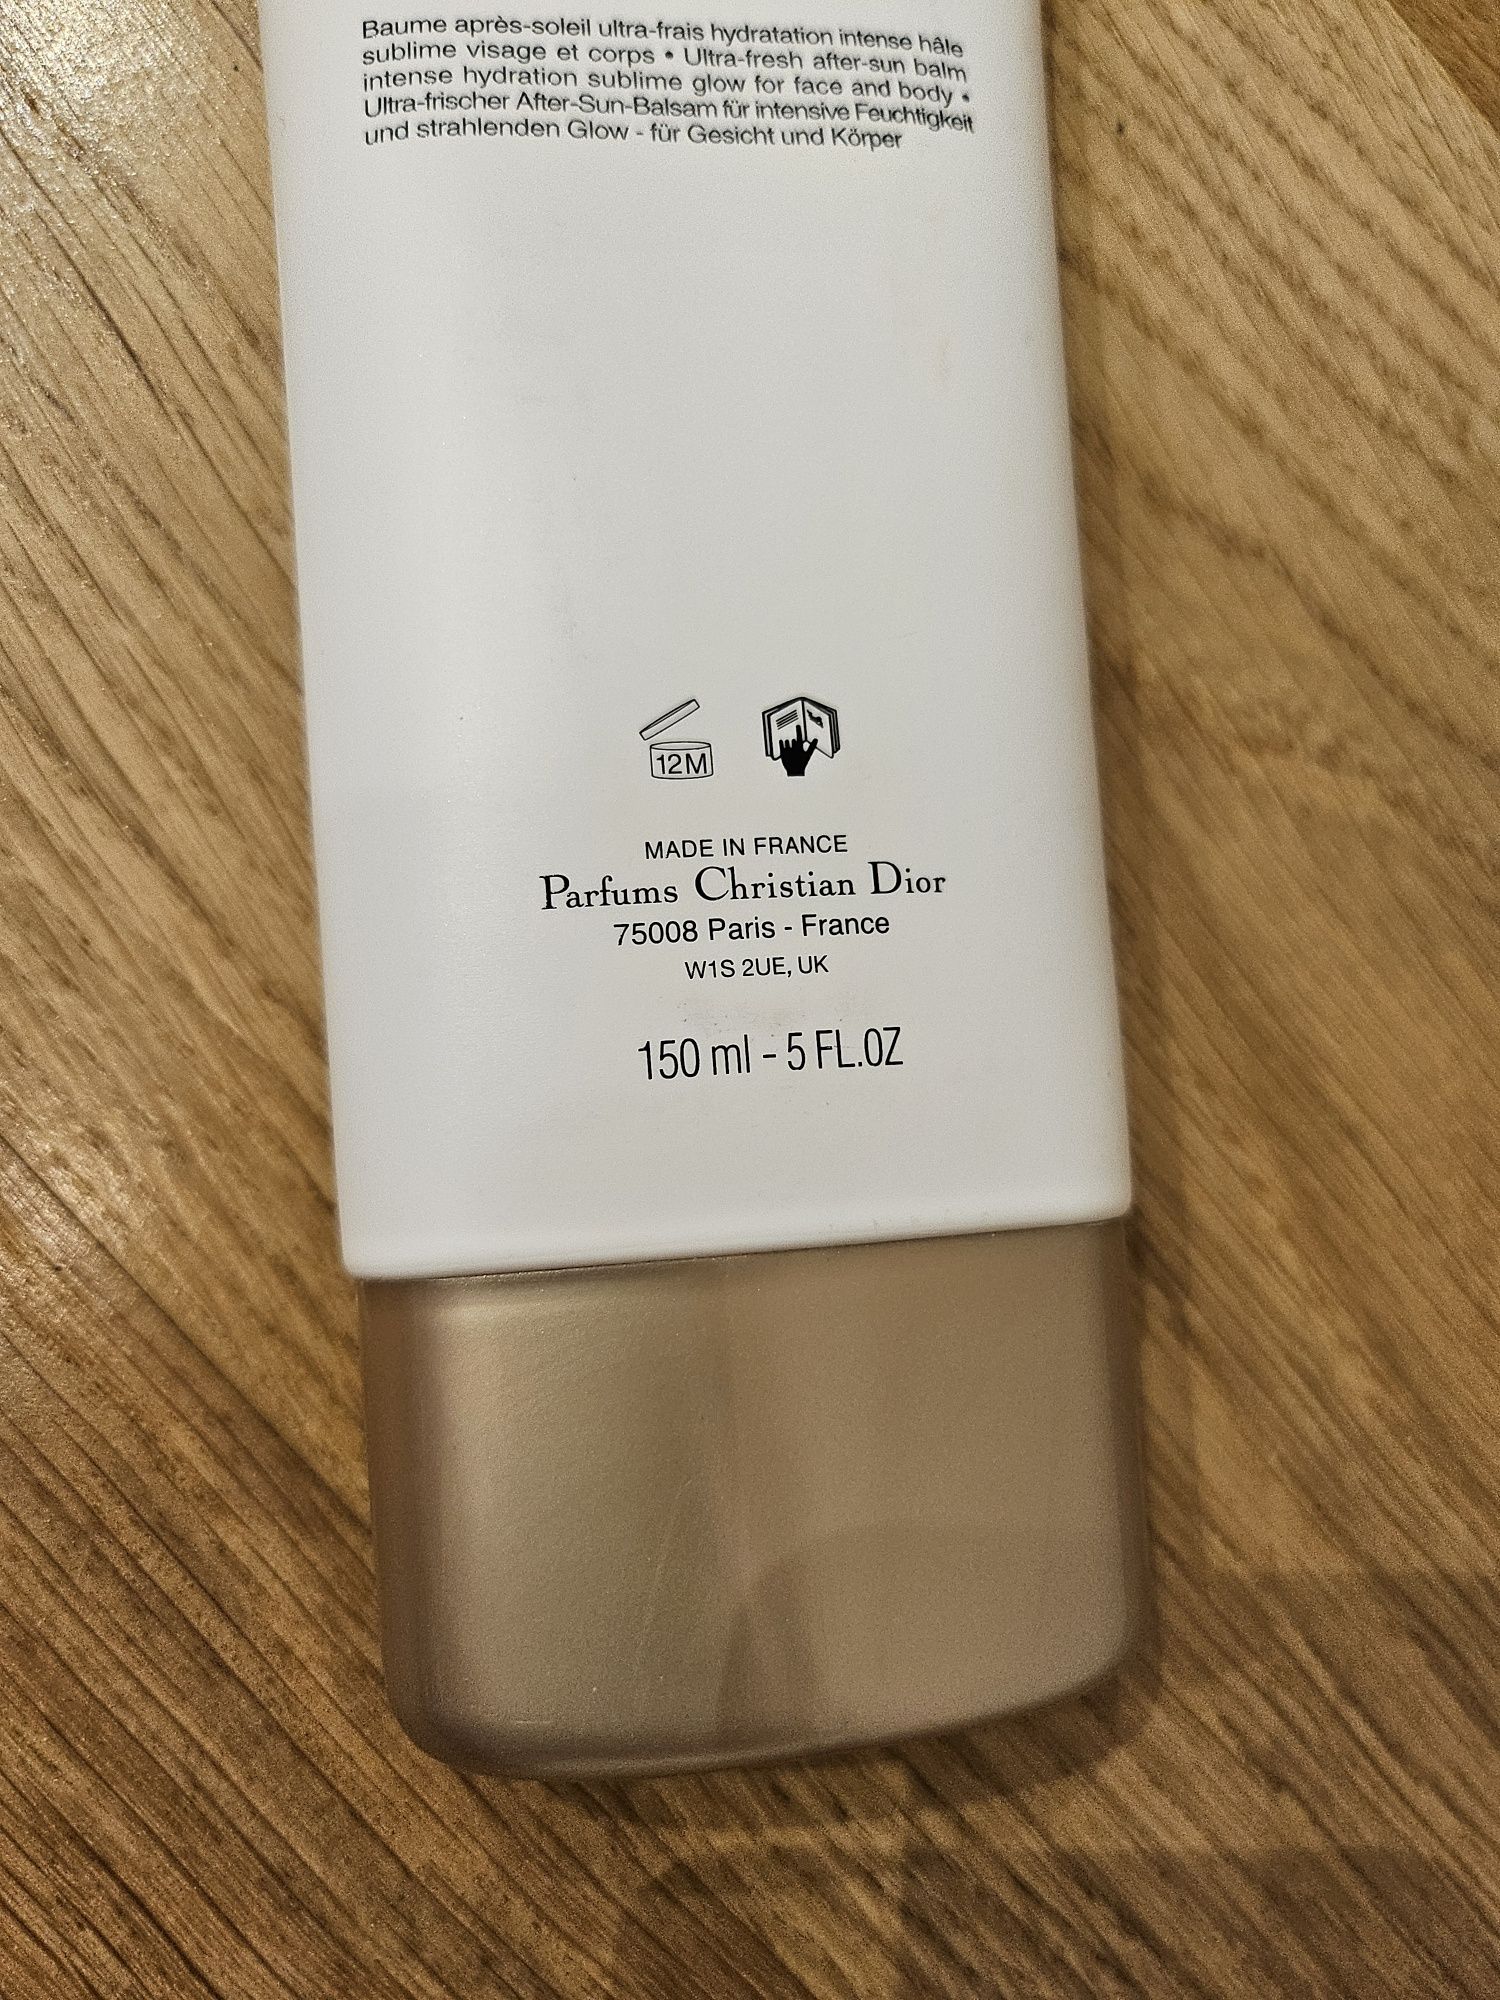 Baume après-soleil ultra-frais hydratation intense hâle
sublime visage et corps • Ultra-fresh after-sun balm
intense hydration sublime glow for face and body •
Ultra-frischer After-Sun-Balsam für intensive Feuchtigkeit
und strahlenden Glow - für Gesicht und Körper
12M
MADE IN FRANCE
Parfums Christian Dior
75008 Paris - France
W1S 2UE, UK
150 ml - 5 FL.OZ